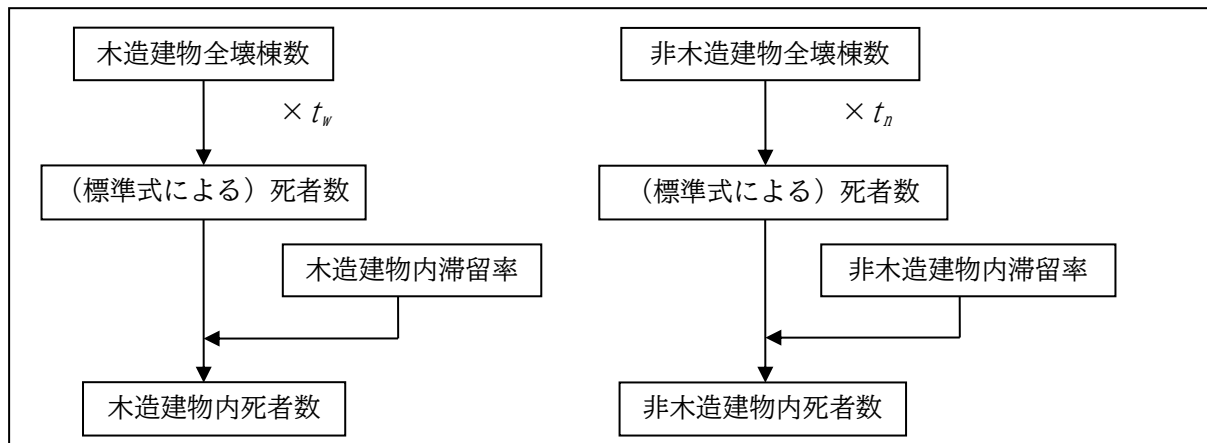 木造建物全壊棟数
× tw
（標準式による）死者数
木造建物内滞留率
木造建物内死者数
非木造建物全壊棟数
× tn
（標準式による）死者数
非木造建物内滞留率
非木造建物内死者数